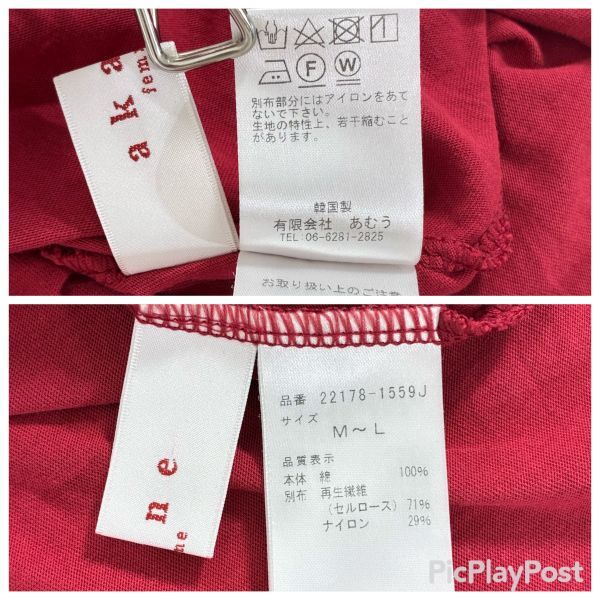 aka
fem
別布部分にはアイロンをあて
ないで下さい。
生地の特性上、若干縮むこと
があります。
韓国製
有限会社 あむう
TEL:06-6281-2825
お取り扱い上のご注意
ne
ne
品番 22178-1559J
サイズ
M～L
品質表示
本体 綿 100%
別布 再生繊維
(セルロース) 71%
ナイロン 29%
PicPlayPost